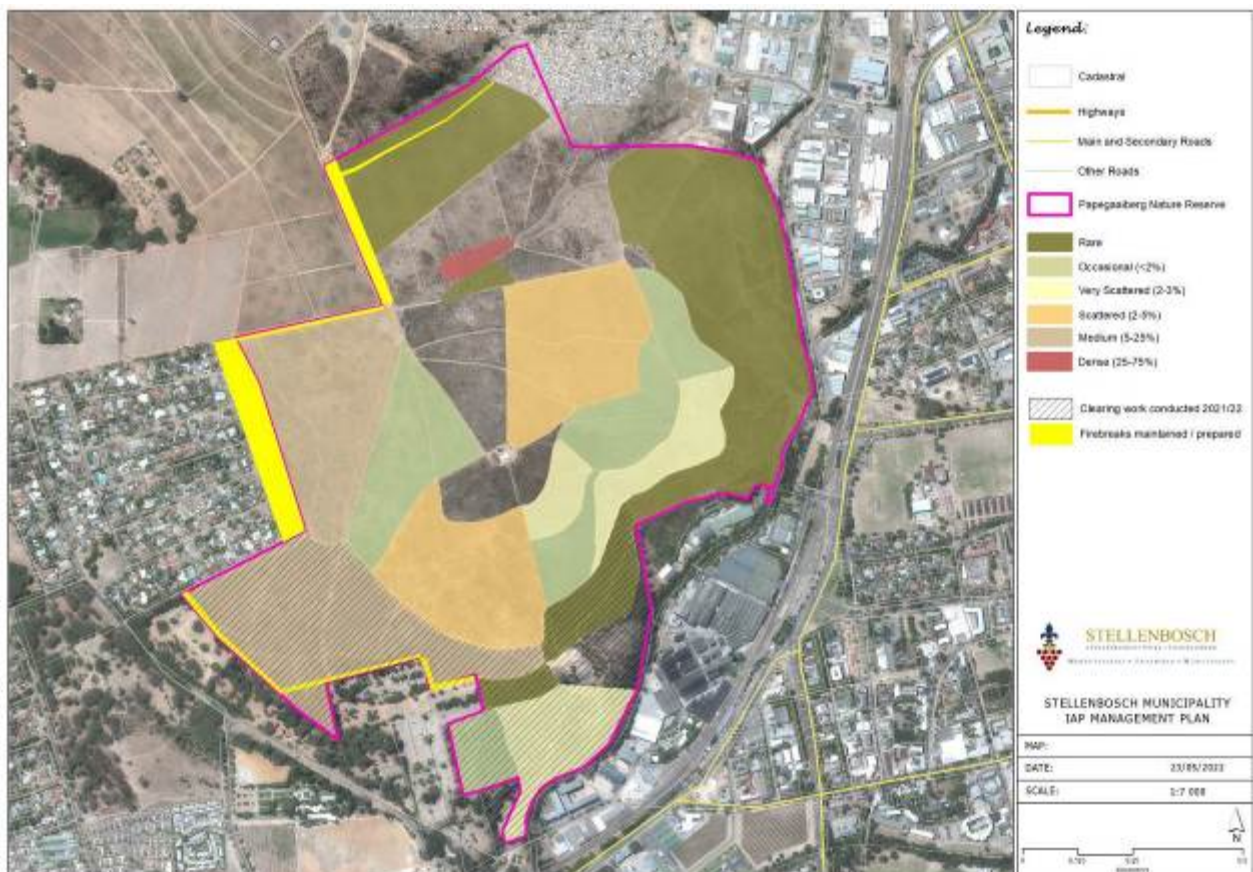 Legend:
Cadastral
Highways
Main and Secondary Roads
Other Roads
Papegaaiberg Nature Reserve
Rare
Occasional (<2%)
Very Scattered (2-3%)
Scattered (2-5%)
Medium (5-25%)
Dense (25-75%)
Clearing work conducted 2021/22
Firebreaks maintained / prepared
STELLENBOSCH
STELLENBOSCH MUNICIPALITY
IAP MANAGEMENT PLAN
MAP:
DATE: 23/05/2022
SCALE: 1:7 000
N